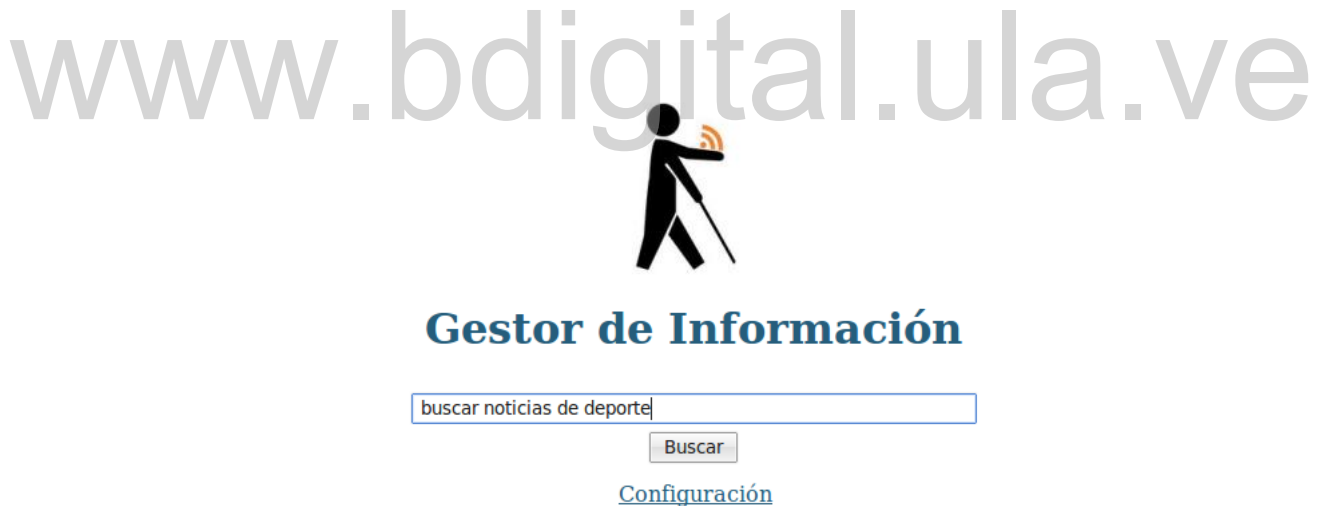 www.bdigital.ula.ve
Gestor de Información
buscar noticias de deporte
Buscar
Configuración